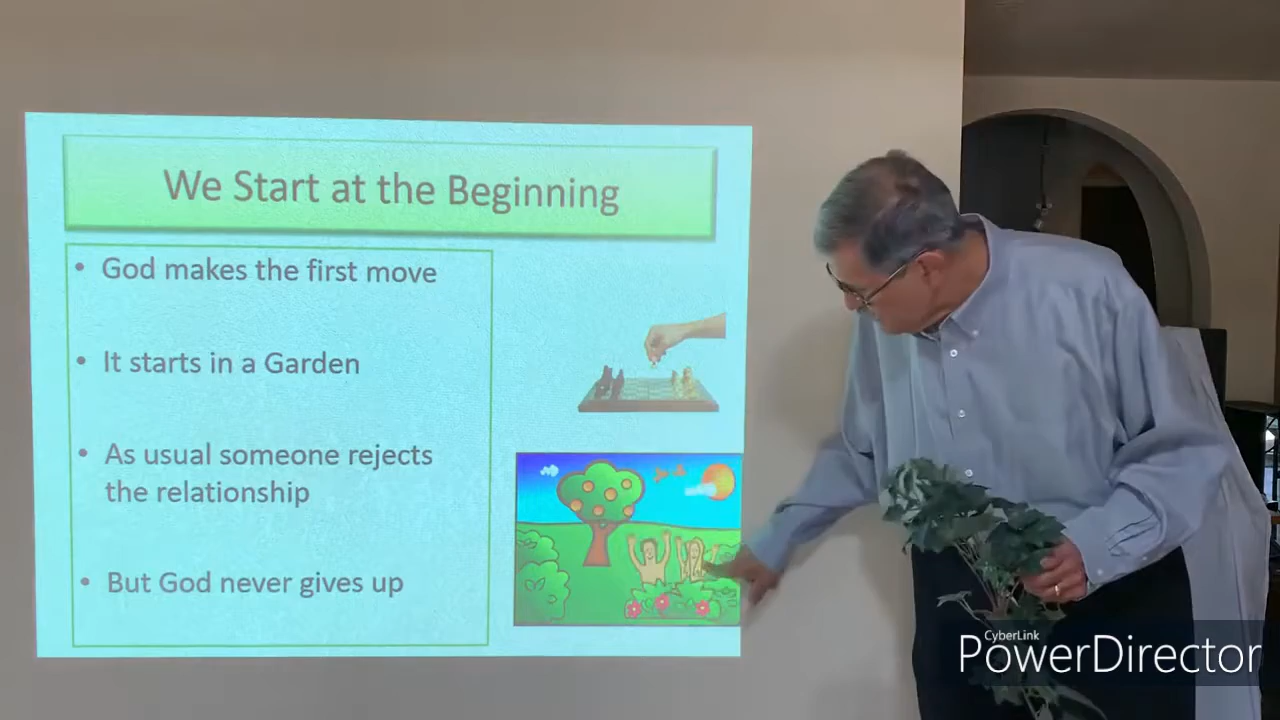 We Start at the Beginning
• God makes the first move
• It starts in a Garden
• As usual someone rejects
the relationship
• But God never gives up
CyberLink
PowerDirector